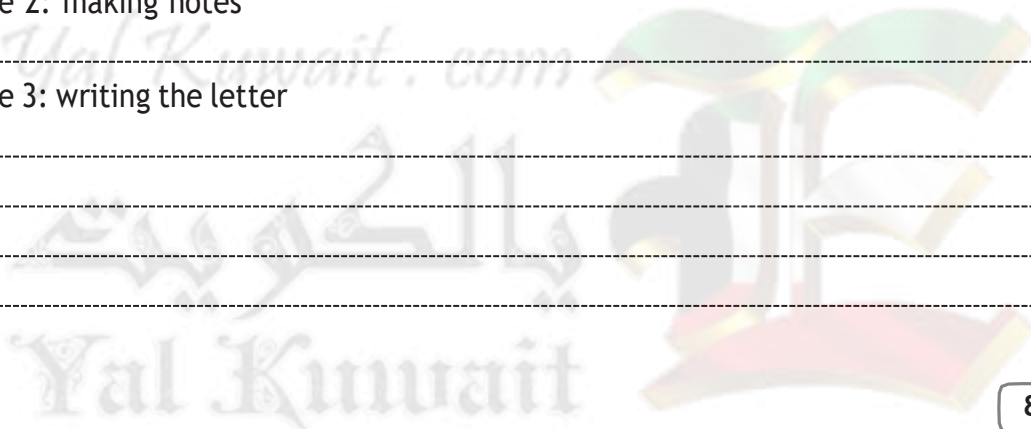 e 2: making notes
Yal Kuwait . com
e 3: writing the letter
يالكويت
Yal Kuwait
8